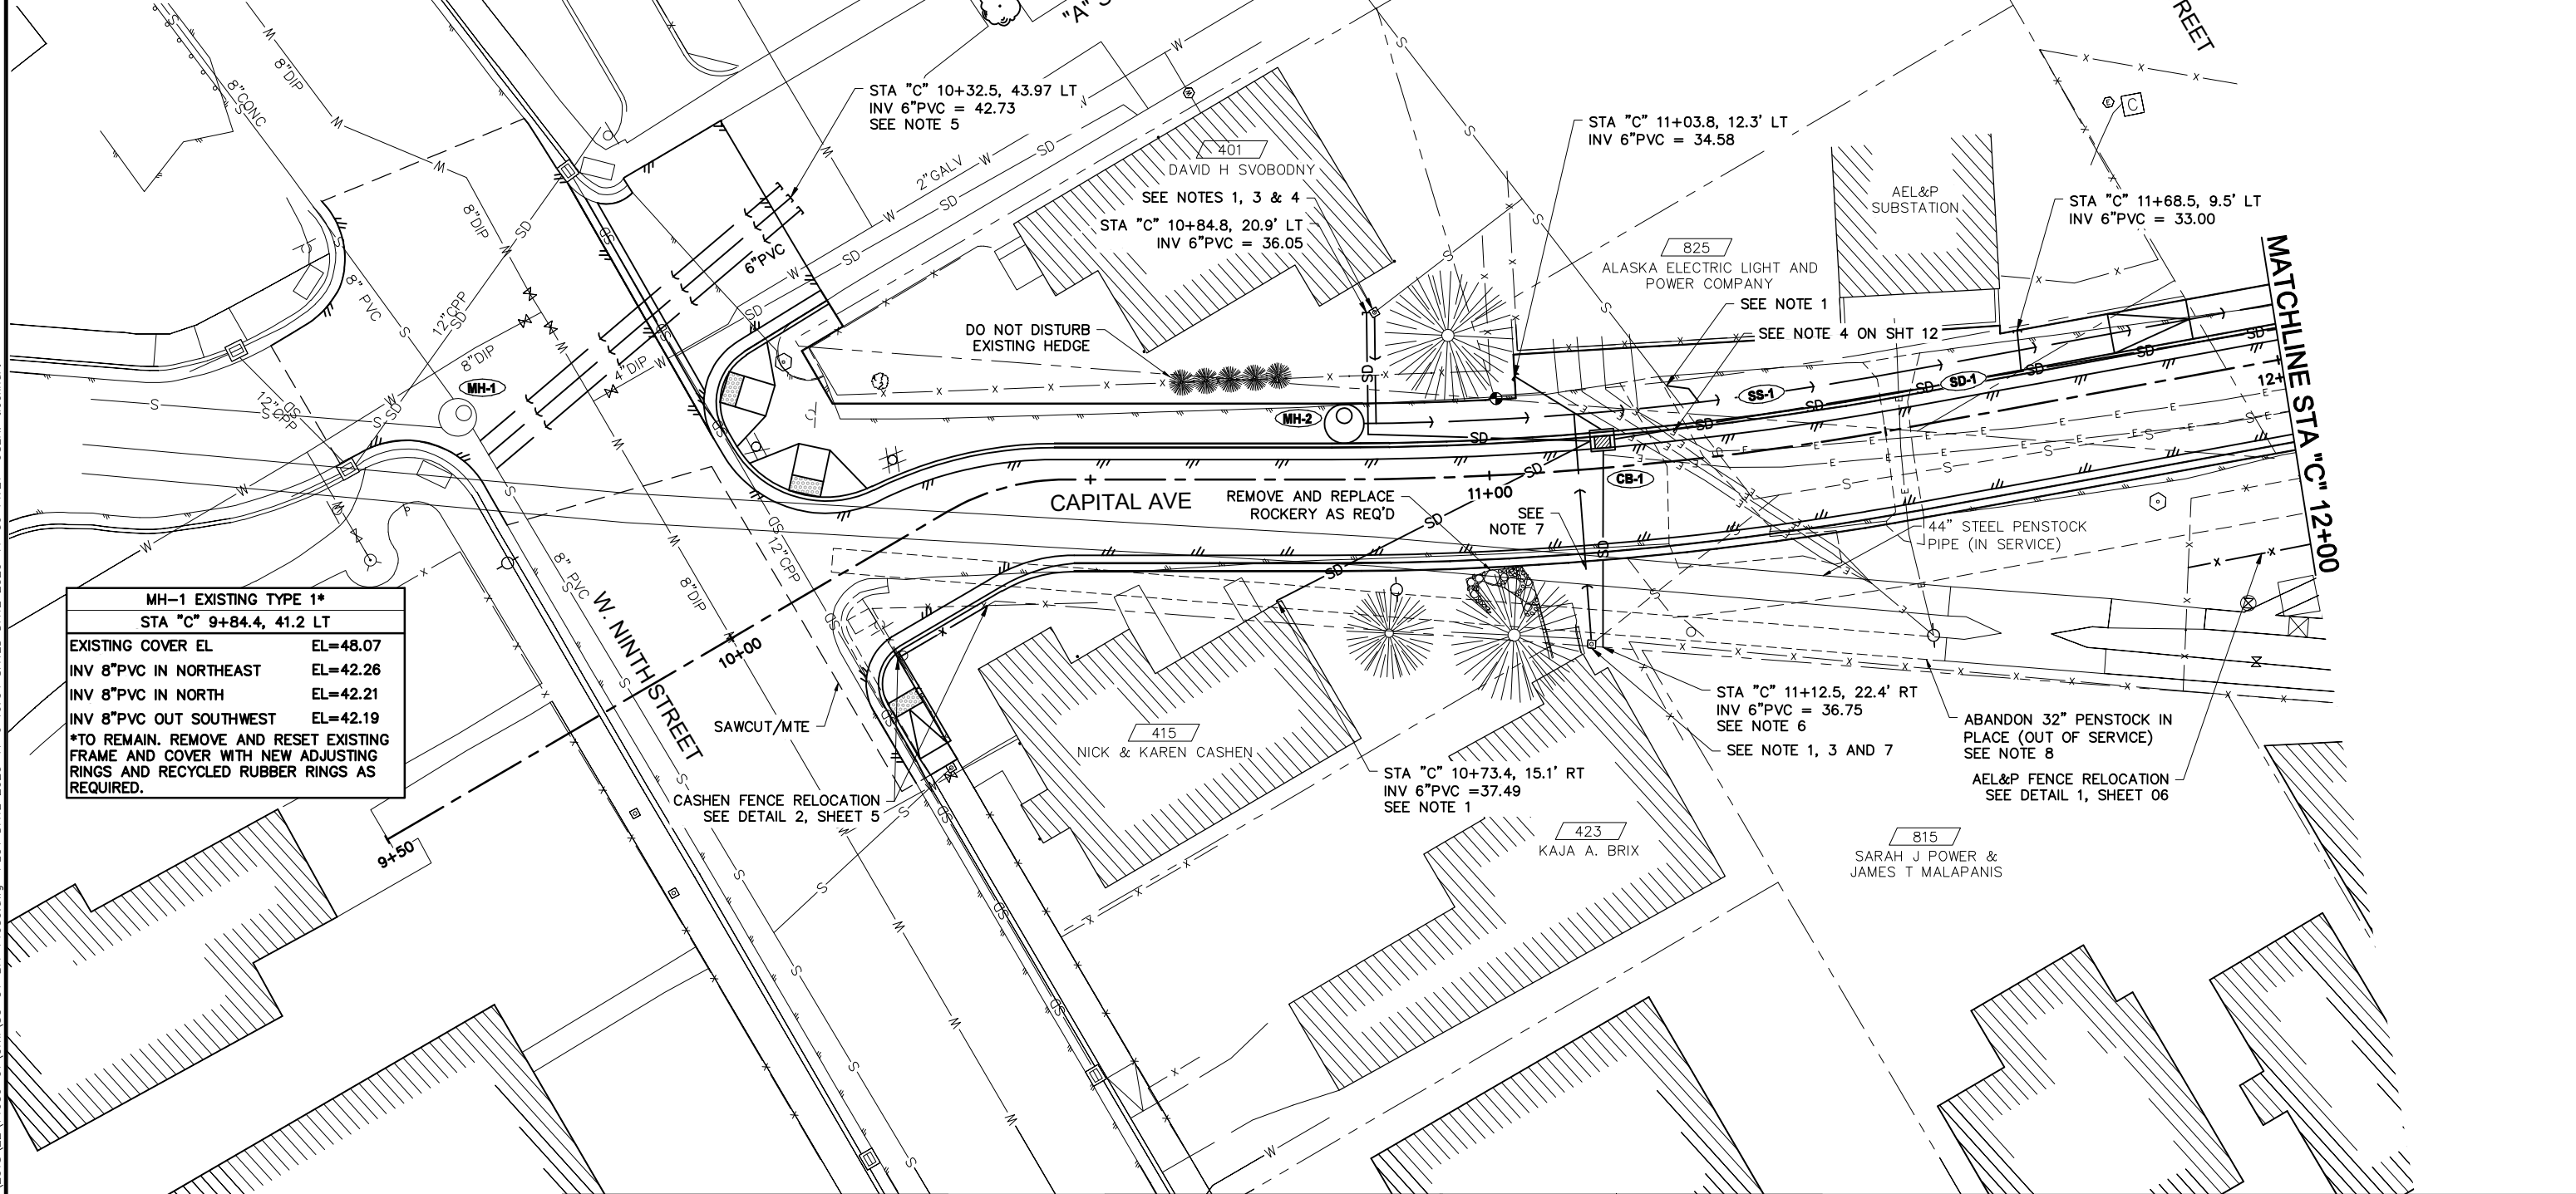 "A"
REET
8"CONC
8"DIP
STA "C" 10+32.5, 43.97 LT
INV 6"PVC = 42.73
SEE NOTE 5
STA "C" 11+03.8, 12.3' LT
INV 6"PVC = 34.58
C
401
DAVID H SVOBODNY
SEE NOTES 1, 3 & 4
STA "C" 10+84.8, 20.9' LT
INV 6"PVC = 36.05
2"GALV
AEL&P
SUBSTATION
STA "C" 11+68.5, 9.5' LT
INV 6"PVC = 33.00
825
ALASKA ELECTRIC LIGHT AND
POWER COMPANY
SEE NOTE 1
SEE NOTE 4 ON SHT 12
MATCHLINE STA "C" 12+00
8"DIP
6"PVC
8" PVC
12"CPP
8"DIP
4"DIP
DO NOT DISTURB
EXISTING HEDGE
MH-1
12"CPP
MH-2
SS-1
SD-1
12+
CB-1
CAPITAL AVE
11+00
REMOVE AND REPLACE
ROCKERY AS REQ'D
SEE
NOTE 7
44" STEEL PENSTOCK
PIPE (IN SERVICE)
8" PVC
8"DIP
12"CPP
W. NINTH STREET
10+00
9+50
MH-1 EXISTING TYPE 1*
STA "C" 9+84.4, 41.2 LT
EXISTING COVER EL EL=48.07
INV 8"PVC IN NORTHEAST EL=42.26
INV 8"PVC IN NORTH EL=42.21
INV 8"PVC OUT SOUTHWEST EL=42.19
*TO REMAIN. REMOVE AND RESET EXISTING
FRAME AND COVER WITH NEW ADJUSTING
RINGS AND RECYCLED RUBBER RINGS AS
REQUIRED.
SAWCUT/MTE
CASHEN FENCE RELOCATION
SEE DETAIL 2, SHEET 5
415
NICK & KAREN CASHEN
STA "C" 10+73.4, 15.1' RT
INV 6"PVC =37.49
SEE NOTE 1
STA "C" 11+12.5, 22.4' RT
INV 6"PVC = 36.75
SEE NOTE 6
SEE NOTE 1, 3 AND 7
ABANDON 32" PENSTOCK IN
PLACE (OUT OF SERVICE)
SEE NOTE 8
AEL&P FENCE RELOCATION
SEE DETAIL 1, SHEET 06
423
KAJA A. BRIX
815
SARAH J POWER &
JAMES T MALAPANIS